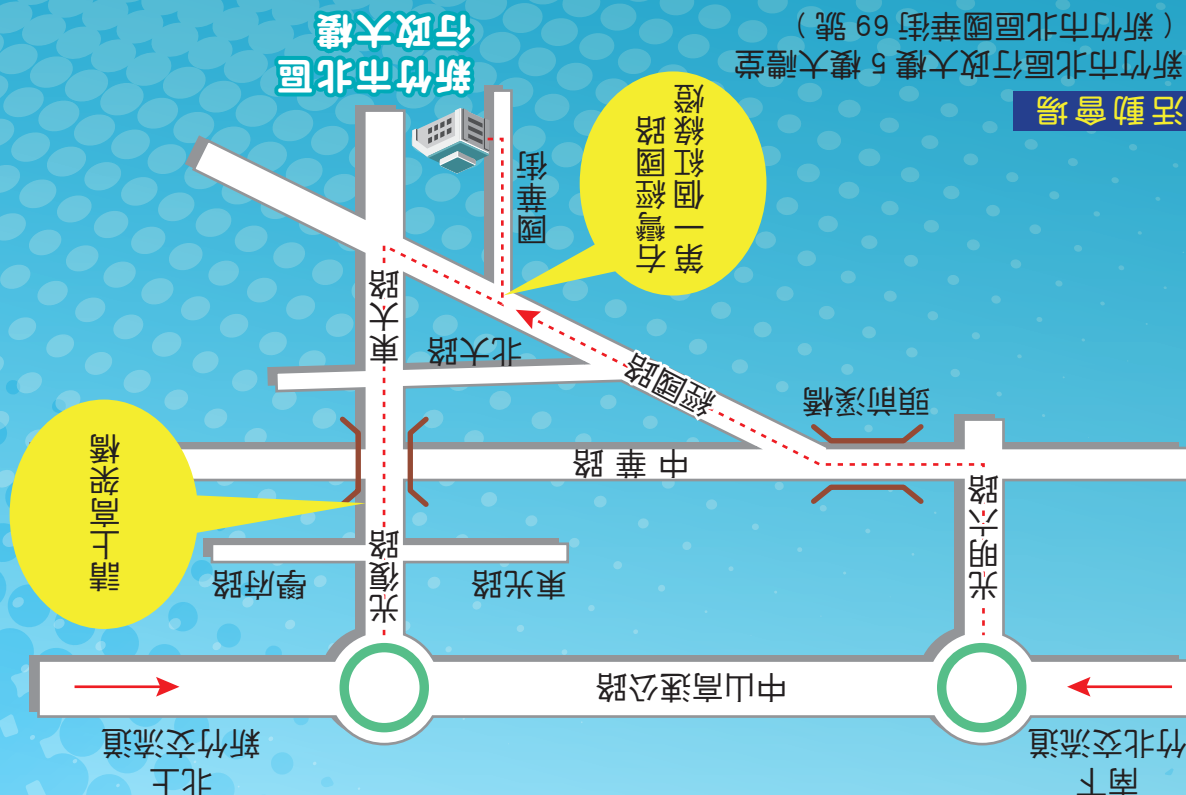 南下
竹北交流道
北上
新竹交流道
中山高速公路
光明六路
東光路
學府路
光復路
請上高架橋
中華路
頭前溪橋
經國路
北大路
東大路
國華街
第一個紅綠燈
右彎經國路
活動會場
新竹市北區行政大樓 5 樓大禮堂
（新竹市北區國華街 69 號）
新竹市北區
行政大樓